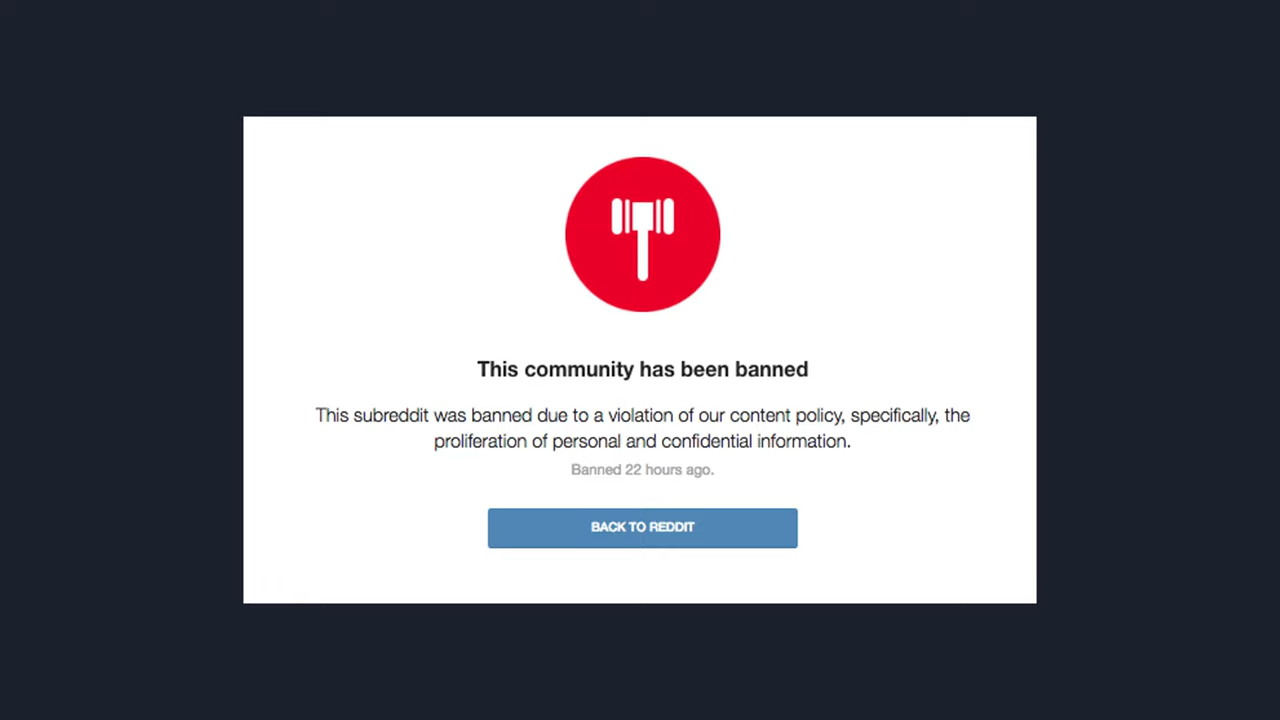 This community has been banned
This subreddit was banned due to a violation of our content policy, specifically, the
proliferation of personal and confidential information.
Banned 22 hours ago.
BACK TO REDDIT